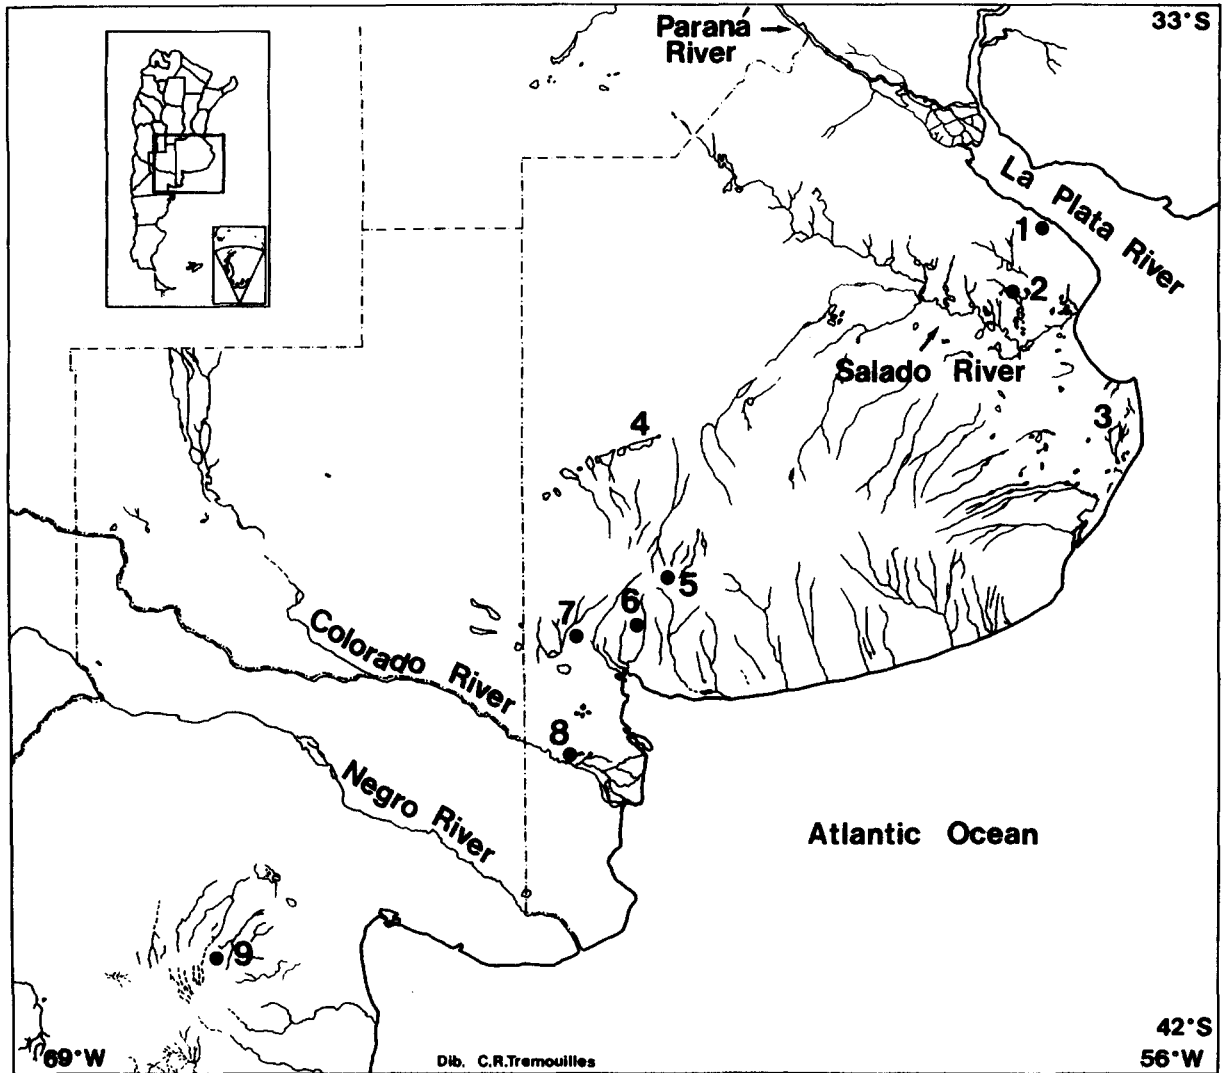 Paraná
River
33°S
La Plata River
1
2
Salado River
3
4
5
6
7
Colorado River
8
Negro River
Atlantic Ocean
9
42°S
69°W
Dib. C.R.Tremouilles
56°W